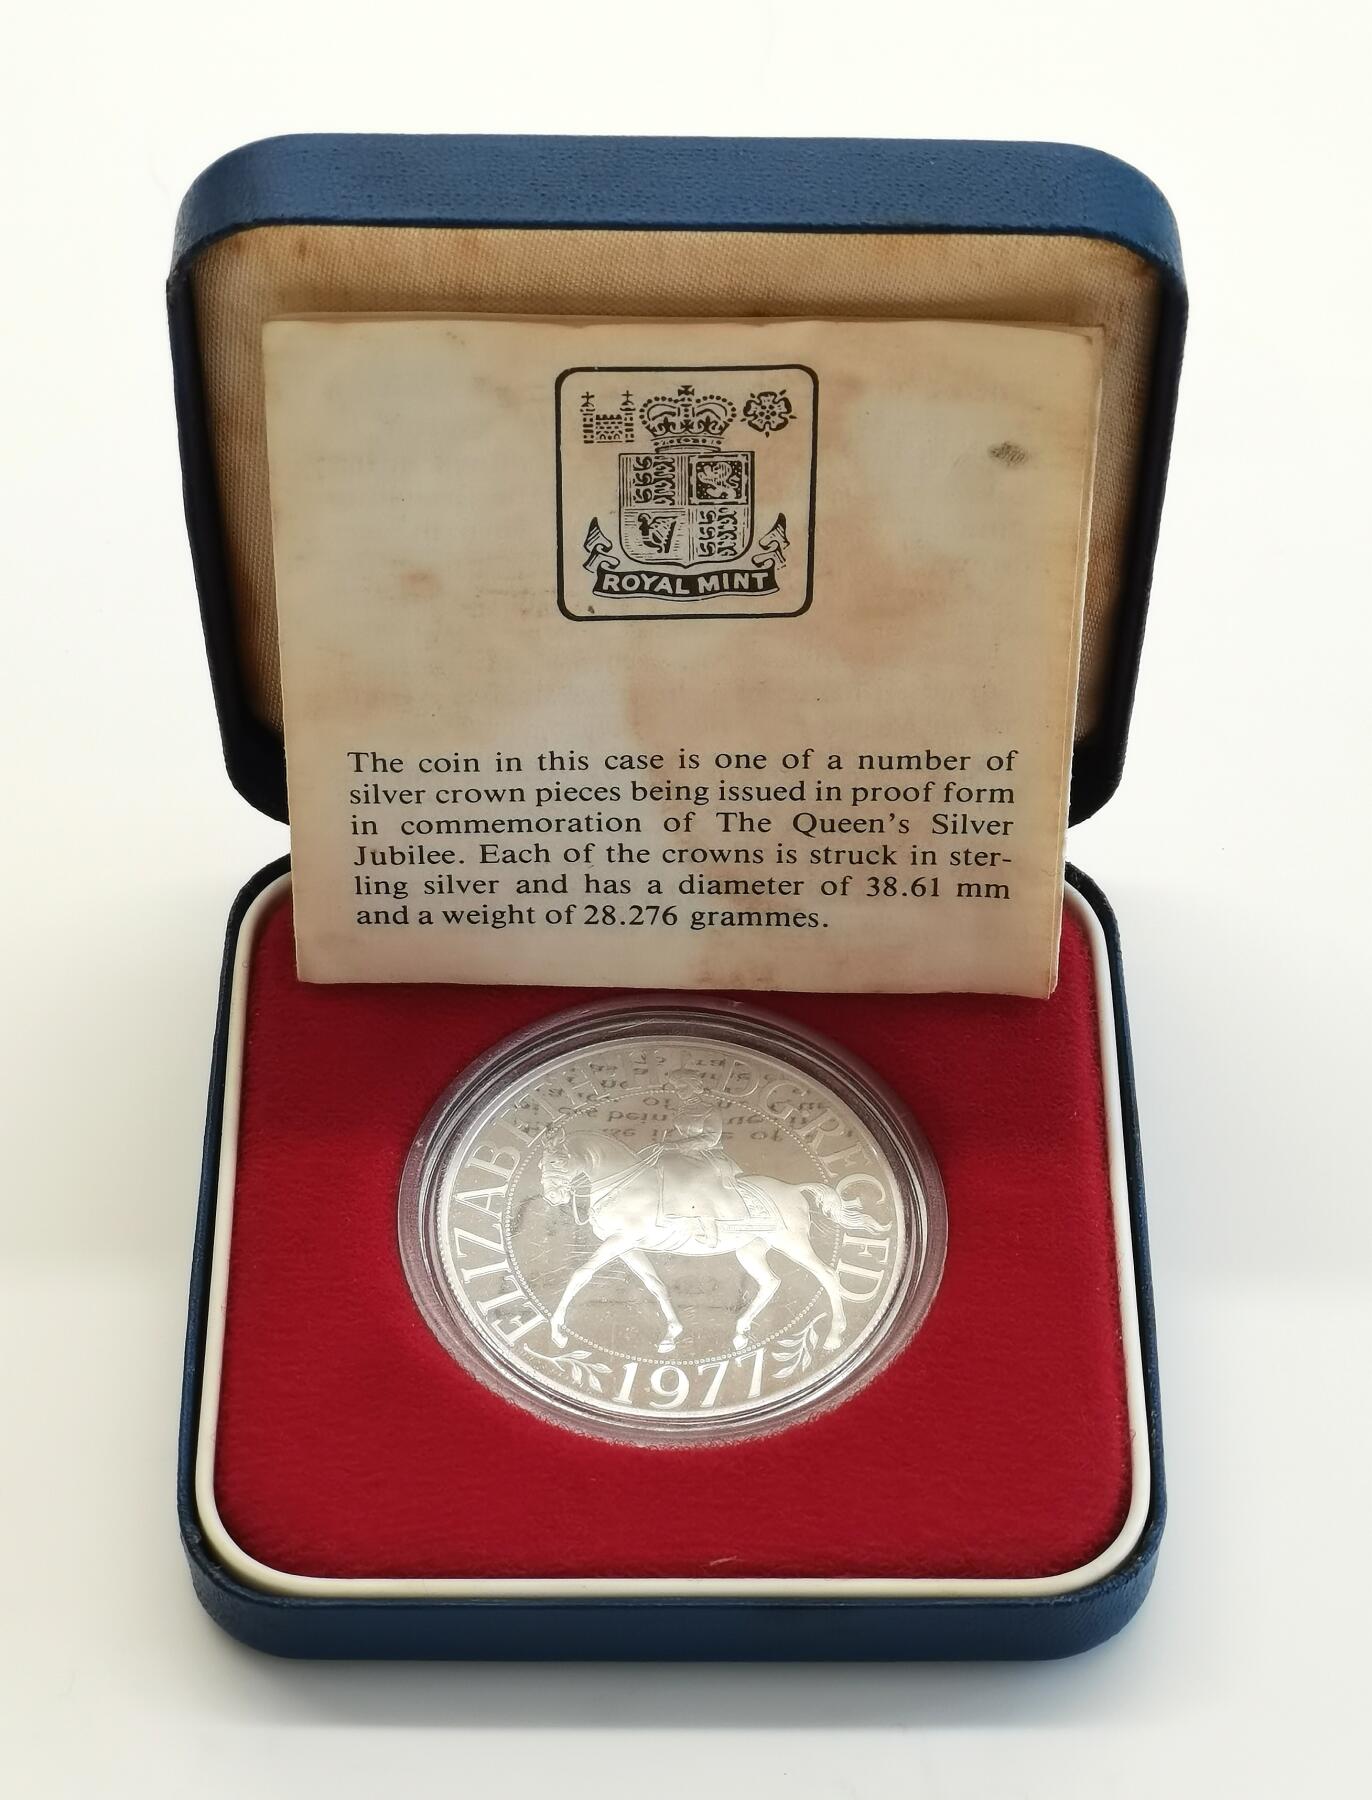 ROYAL MINT
The coin in this case is one of a number of
silver crown pieces being issued in proof form
in commemoration of The Queen's Silver
Jubilee. Each of the crowns is struck in ster-
ling silver and has a diameter of 38.61 mm
and a weight of 28.276 grammes.
ELIZABETH II DG REG FD
1977